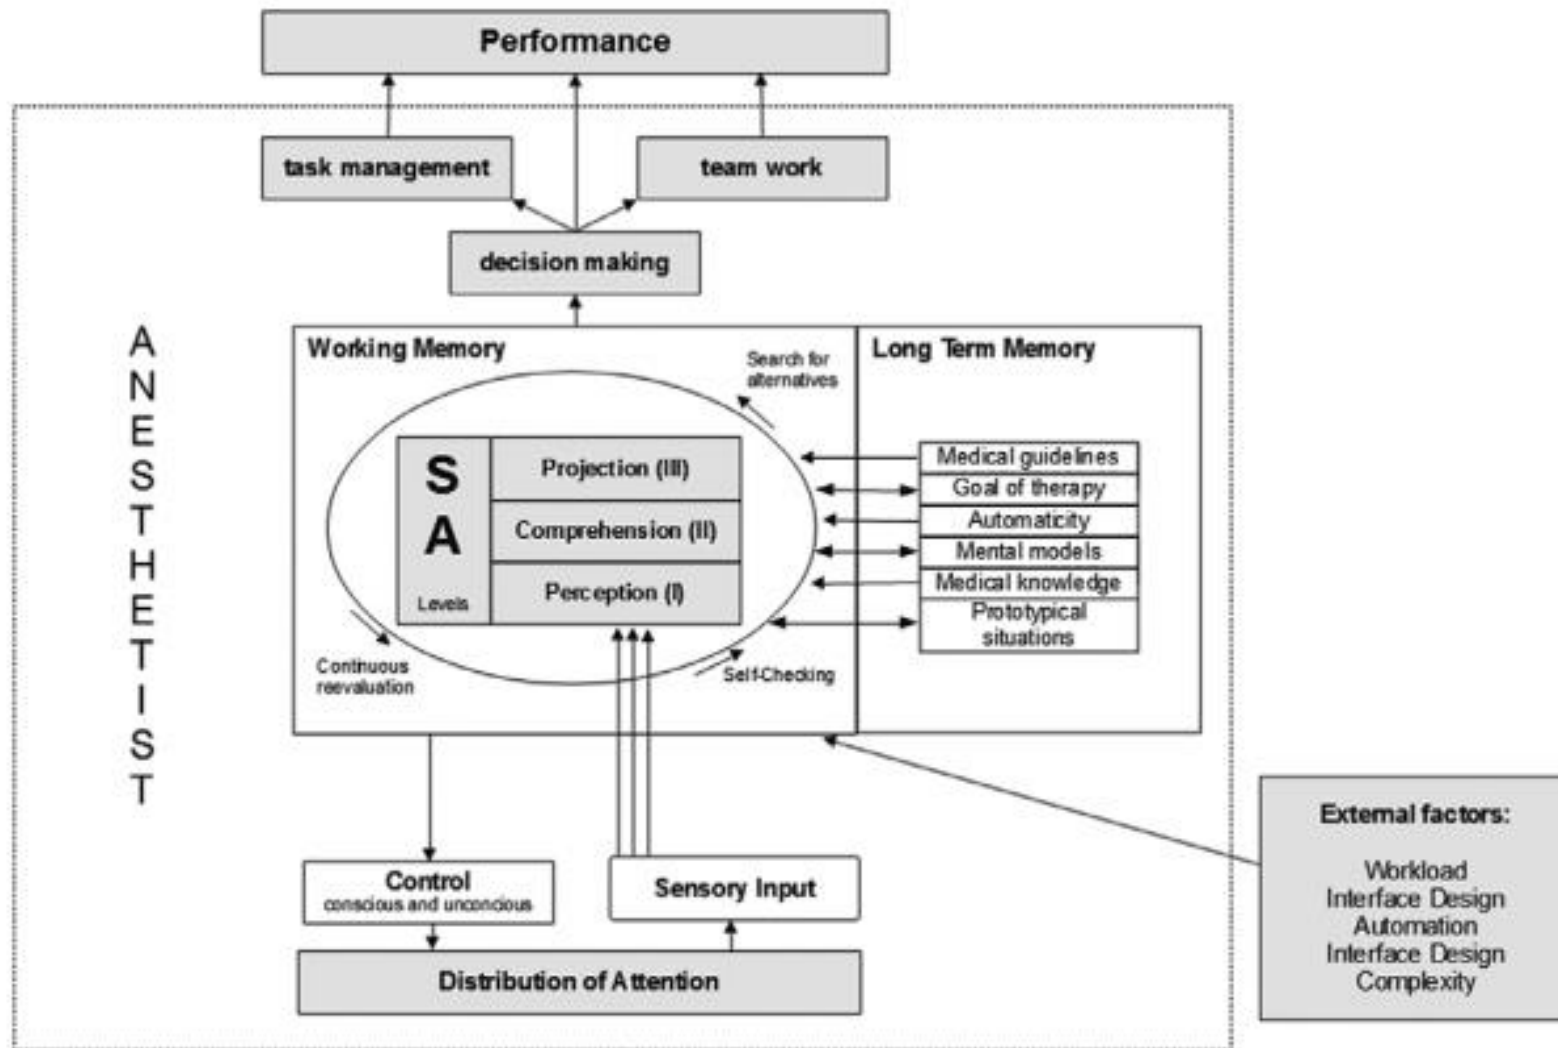 Performance
task management
team work
decision making
A
N
E
S
T
H
E
T
I
S
T
Working Memory
Search for
alternatives
S
A
Levels
Projection (III)
Comprehension (II)
Perception (I)
Continuous
reevaluation
Self-Checking
Long Term Memory
Medical guidelines
Goal of therapy
Automaticity
Mental models
Medical knowledge
Prototypical
situations
Control
conscious and unconcious
Sensory Input
Distribution of Attention
External factors:
Workload
Interface Design
Automation
Interface Design
Complexity